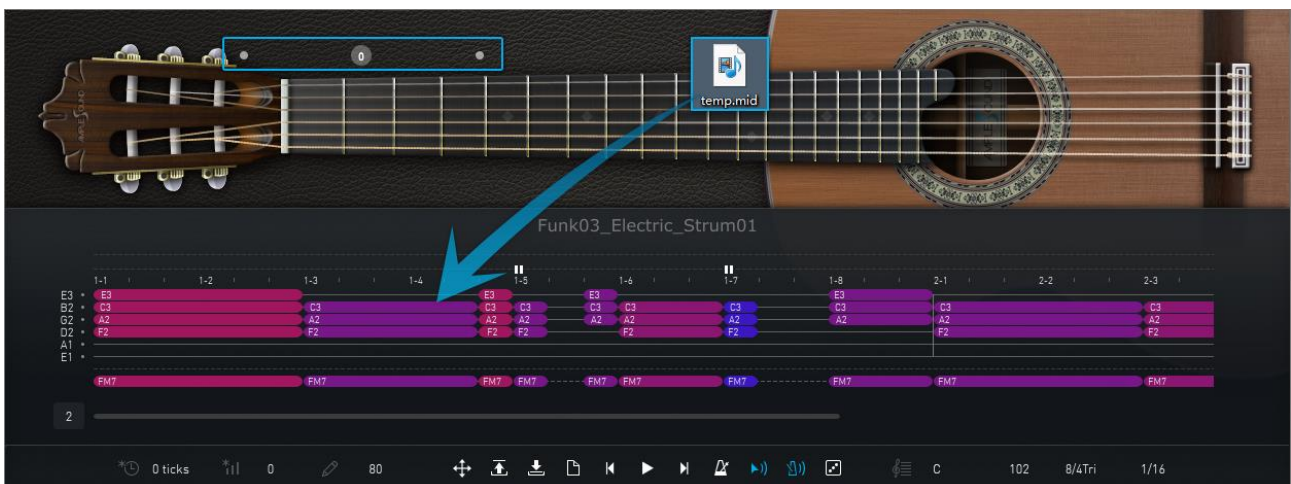 0
temp.mid
AMPLE SOUND
Funk03_Electric_Strum01
1-1 1-2 1-3 1-4 1-5 1-6 1-7 1-8 2-1 2-2 2-3
E3 E3 E3 E3 E3
B2 C3 C3 C3 C3 C3 C3 C3 C3 C3 C3
G2 A2 A2 A2 A2 A2 A2 A2 A2 A2 A2
D2 F2 F2 F2 F2 F2 F2 F2 F2
A1
E1
FM7 FM7 FM7 FM7 FM7 FM7 FM7 FM7 FM7 FM7
2
0 ticks 0 80 C 102 8/4Tri 1/16